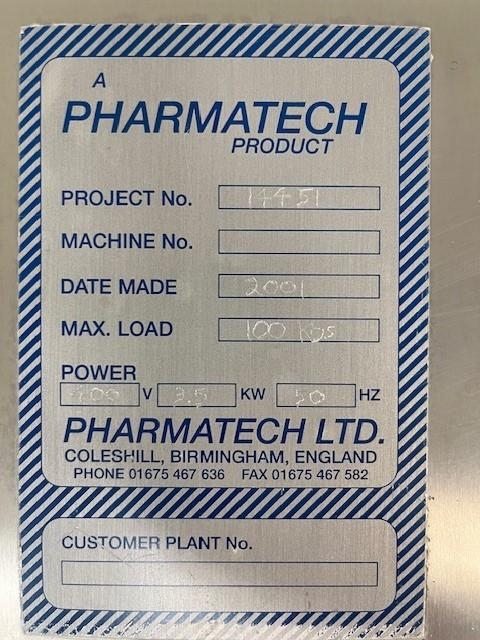 A
PHARMATECH
PRODUCT
PROJECT No. 14451
MACHINE No.
DATE MADE 2001
MAX. LOAD 100 KGS
POWER
400 V 3.5 KW 50 HZ
PHARMATECH LTD.
COLESHILL, BIRMINGHAM, ENGLAND
PHONE 01675 467 636 FAX 01675 467 582
CUSTOMER PLANT No.